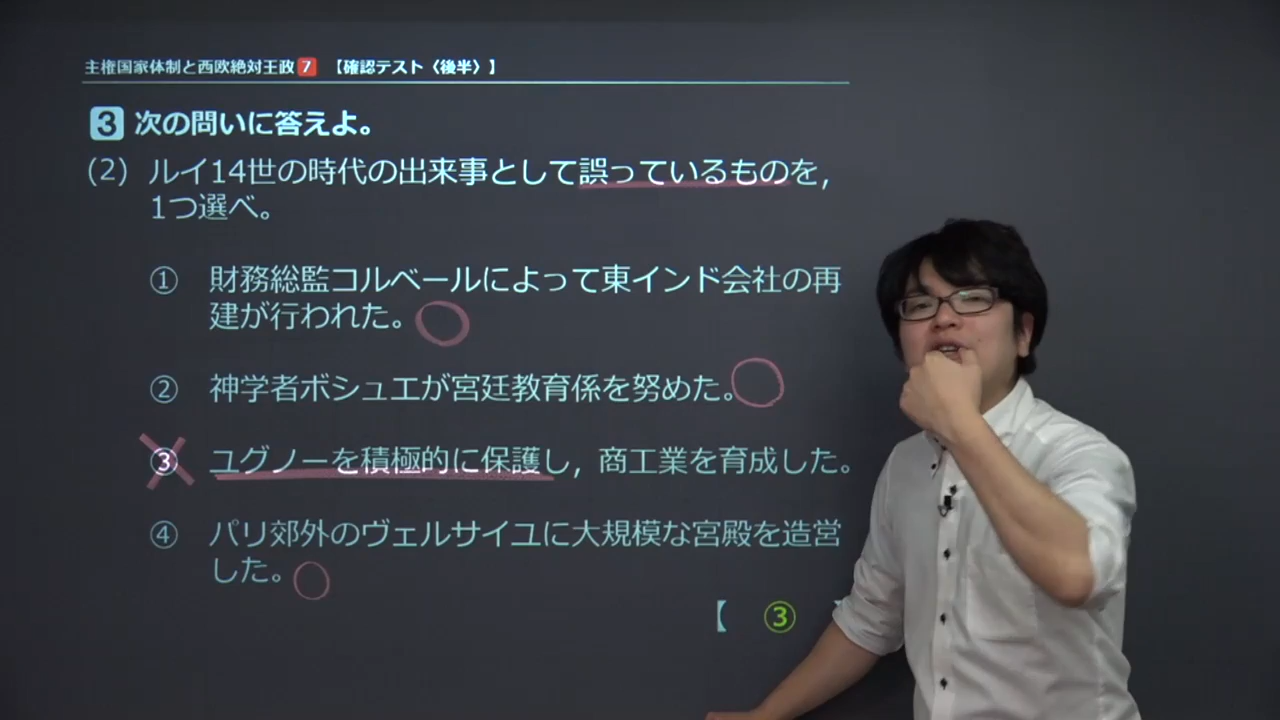 主権国家体制と西欧絶対王政 7 【確認テスト〈後半〉】
3 次の問いに答えよ。
(2) ルイ14世の時代の出来事として誤っているものを,
1つ選べ。
① 財務総監コルベールによって東インド会社の再
建が行われた。
② 神学者ボシュエが宮廷教育係を努めた。
③ ユグノーを積極的に保護し, 商工業を育成した。
④ パリ郊外のヴェルサイユに大規模な宮殿を造営
した。
【 ③ 】